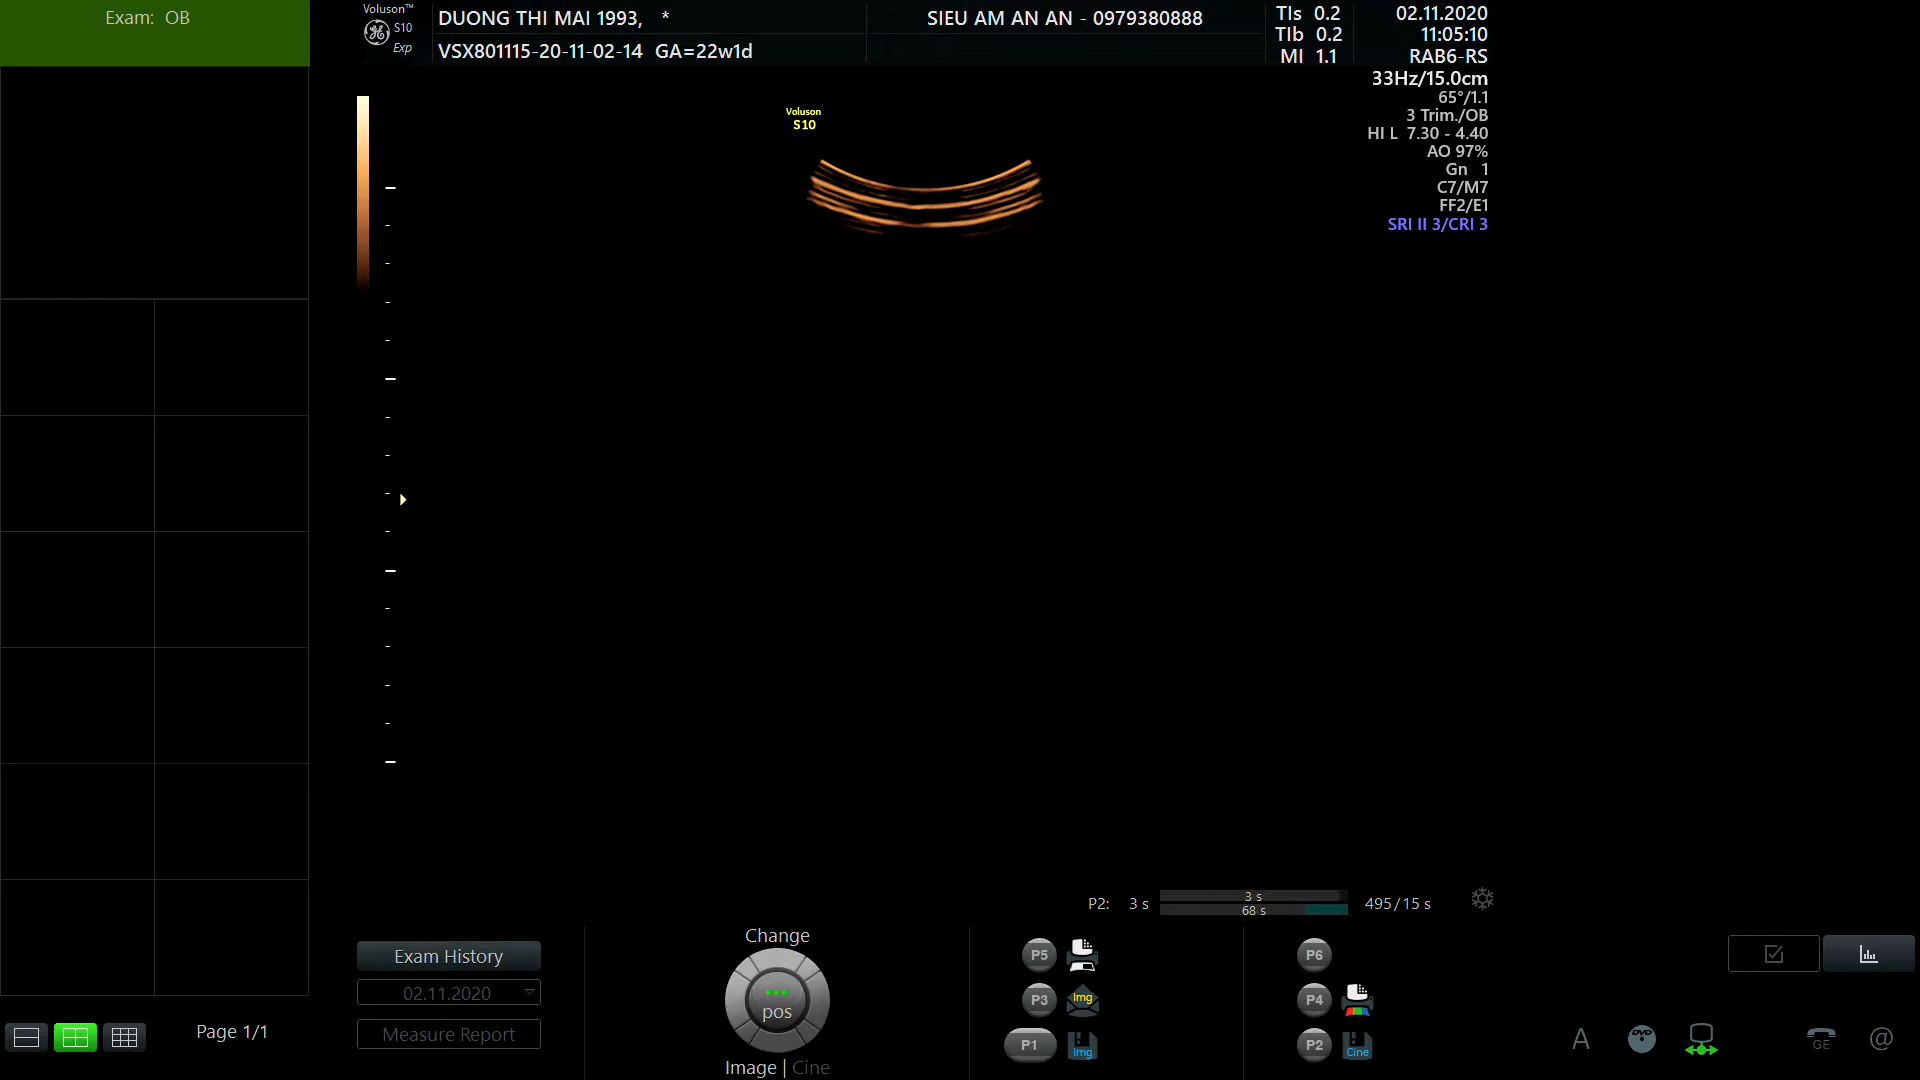 Exam: OB
Voluson™
S10
Exp
DUONG THI MAI 1993, *
VSX801115-20-11-02-14 GA=22w1d
SIEU AM AN AN - 0979380888
TIs 0.2
TIb 0.2
MI 1.1
02.11.2020
11:05:10
RAB6-RS
33Hz/15.0cm
65°/1.1
3 Trim./OB
HI L 7.30 - 4.40
AO 97%
Gn 1
C7/M7
FF2/E1
SRI II 3/CRI 3
Voluson
S10
P2: 3 s
3 s
68 s
495/15 s
Exam History
02.11.2020
Measure Report
Change
pos
Image | Cine
P5
P3 Img
P1 Img
P6
P4
P2 Cine
Page 1/1
A
DVD
GE
@